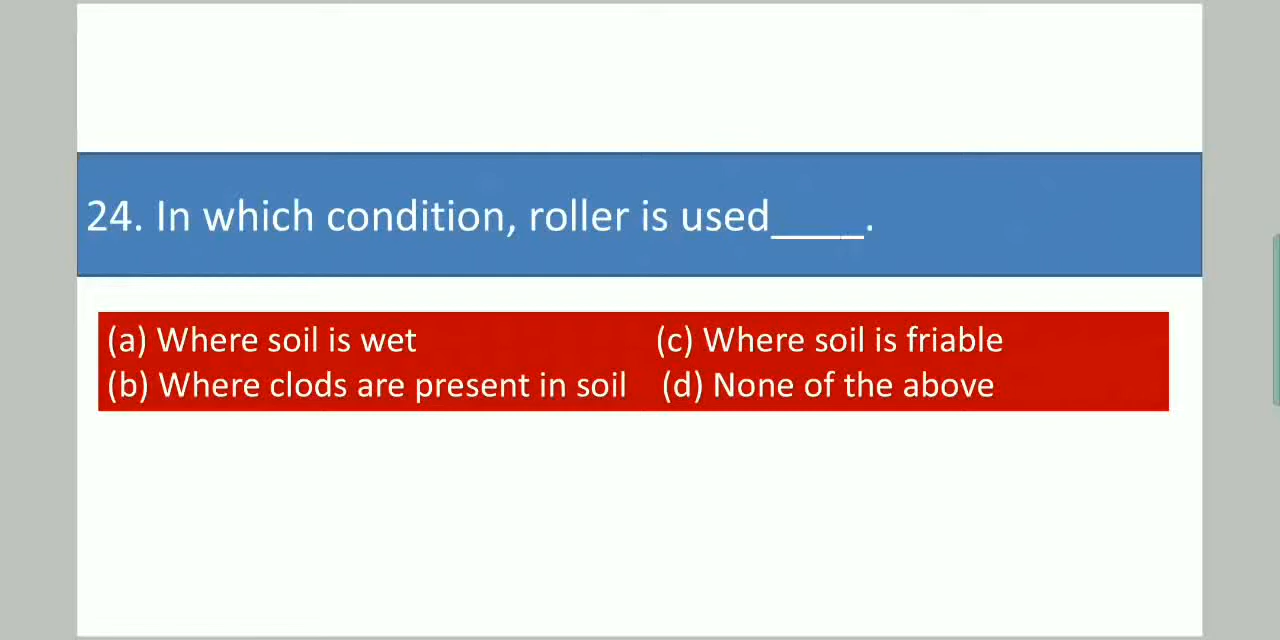 24. In which condition, roller is used____.
(a) Where soil is wet (c) Where soil is friable
(b) Where clods are present in soil (d) None of the above